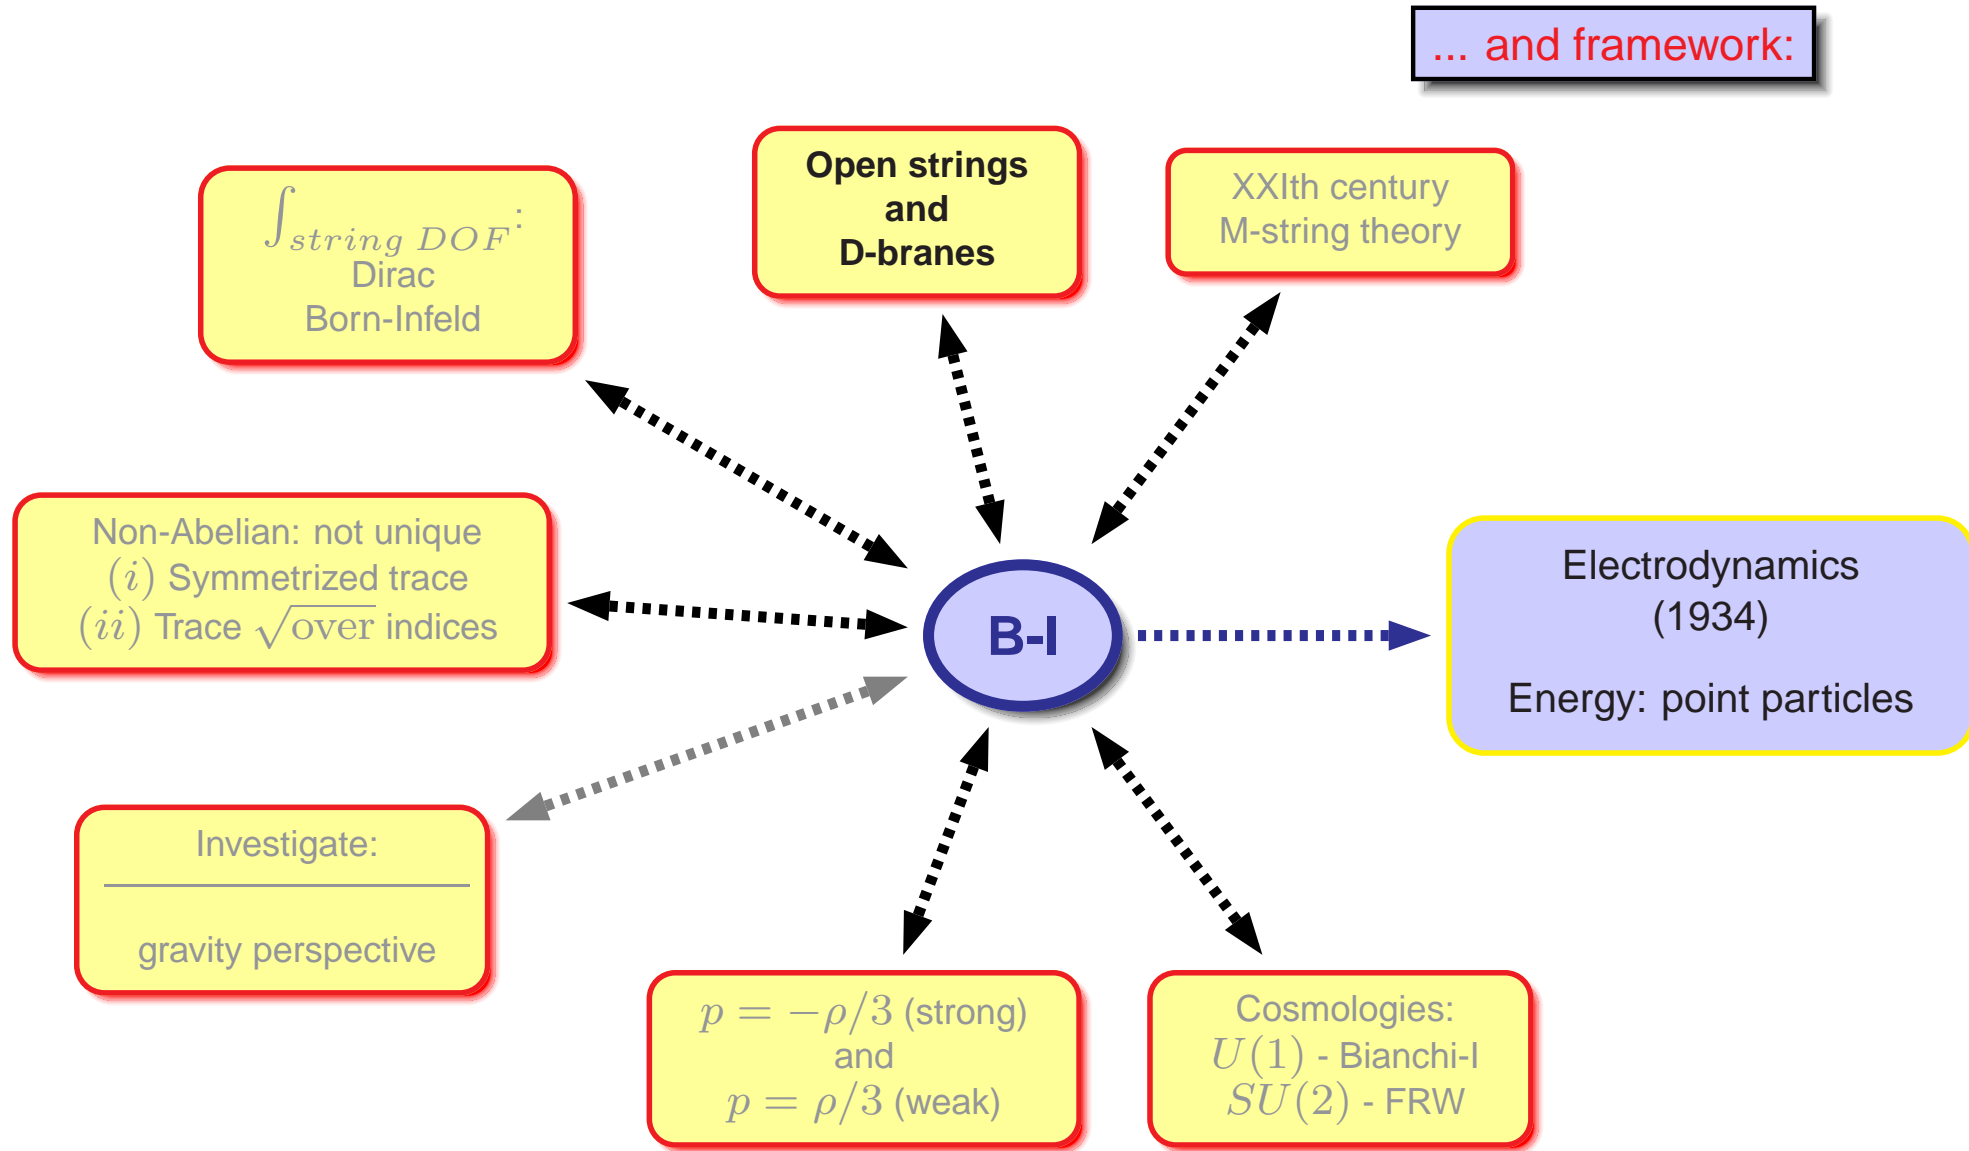 ... and framework:
∫_{string DOF}:
Dirac
Born-Infeld
Open strings
and
D-branes
XXIth century
M-string theory
Non-Abelian: not unique
(i) Symmetrized trace
(ii) Trace √over indices
B-I
Electrodynamics
(1934)
Energy: point particles
Investigate:
gravity perspective
p = −ρ/3 (strong)
and
p = ρ/3 (weak)
Cosmologies:
U(1) - Bianchi-I
SU(2) - FRW